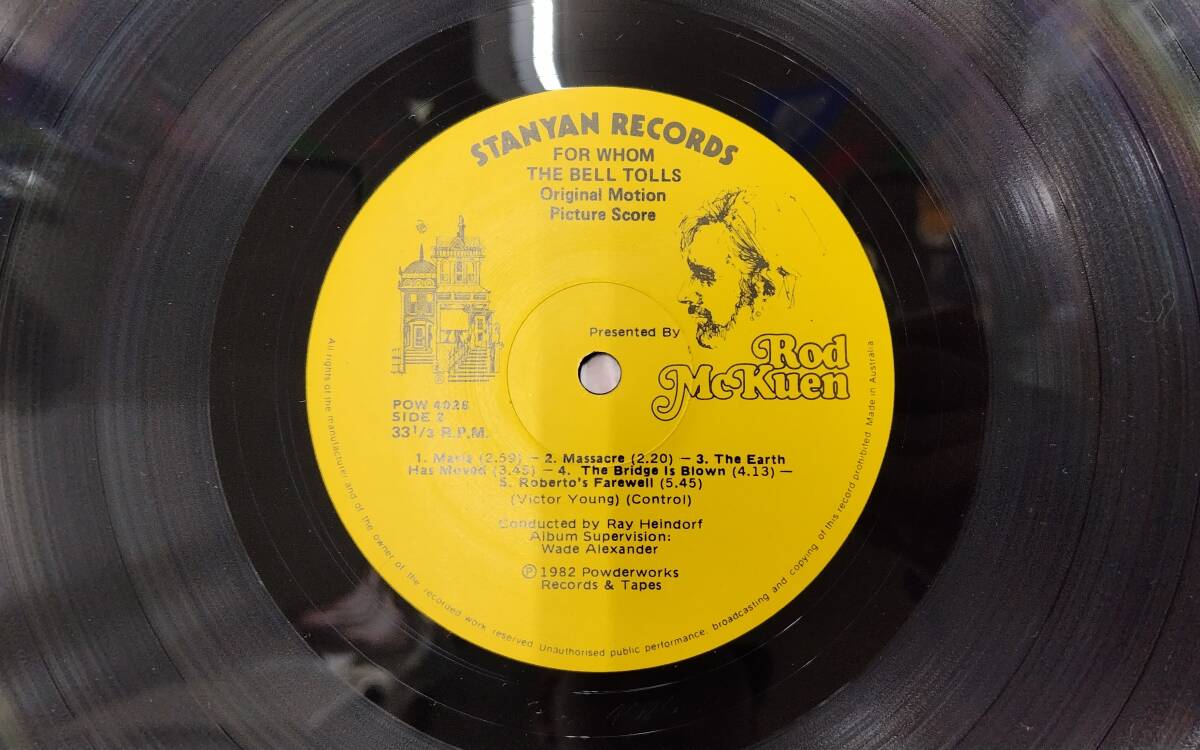 STANYAN RECORDS
FOR WHOM
THE BELL TOLLS
Original Motion
Picture Score
Presented By
Rod
McKuen
POW 4026
SIDE 2
33 1/3 R.P.M.
1. Maria (2.59) — 2. Massacre (2.20) — 3. The Earth
Has Moved (3.45) — 4. The Bridge Is Blown (4.13) —
5. Roberto's Farewell (5.45)
(Victor Young) (Control)
Conducted by Ray Heindorf
Album Supervision:
Wade Alexander
℗ 1982 Powderworks
Records & Tapes
All rights of the manufacturer and of the owner of the recorded work reserved Unauthorised public performance, broadcasting and copying of this record prohibited Made in Australia